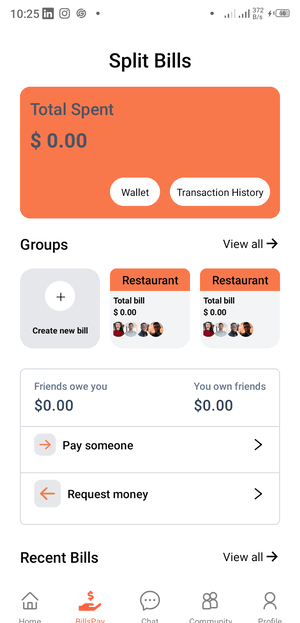 10:25
372
B/s
68
Split Bills
Total Spent
$ 0.00
Wallet
Transaction History
Groups
View all
Create new bill
Restaurant
Total bill
$ 0.00
Restaurant
Total bill
$ 0.00
Friends owe you
You own friends
$0.00
$0.00
Pay someone
Request money
Recent Bills
View all
Home
BillsPay
Chat
Community
Profile